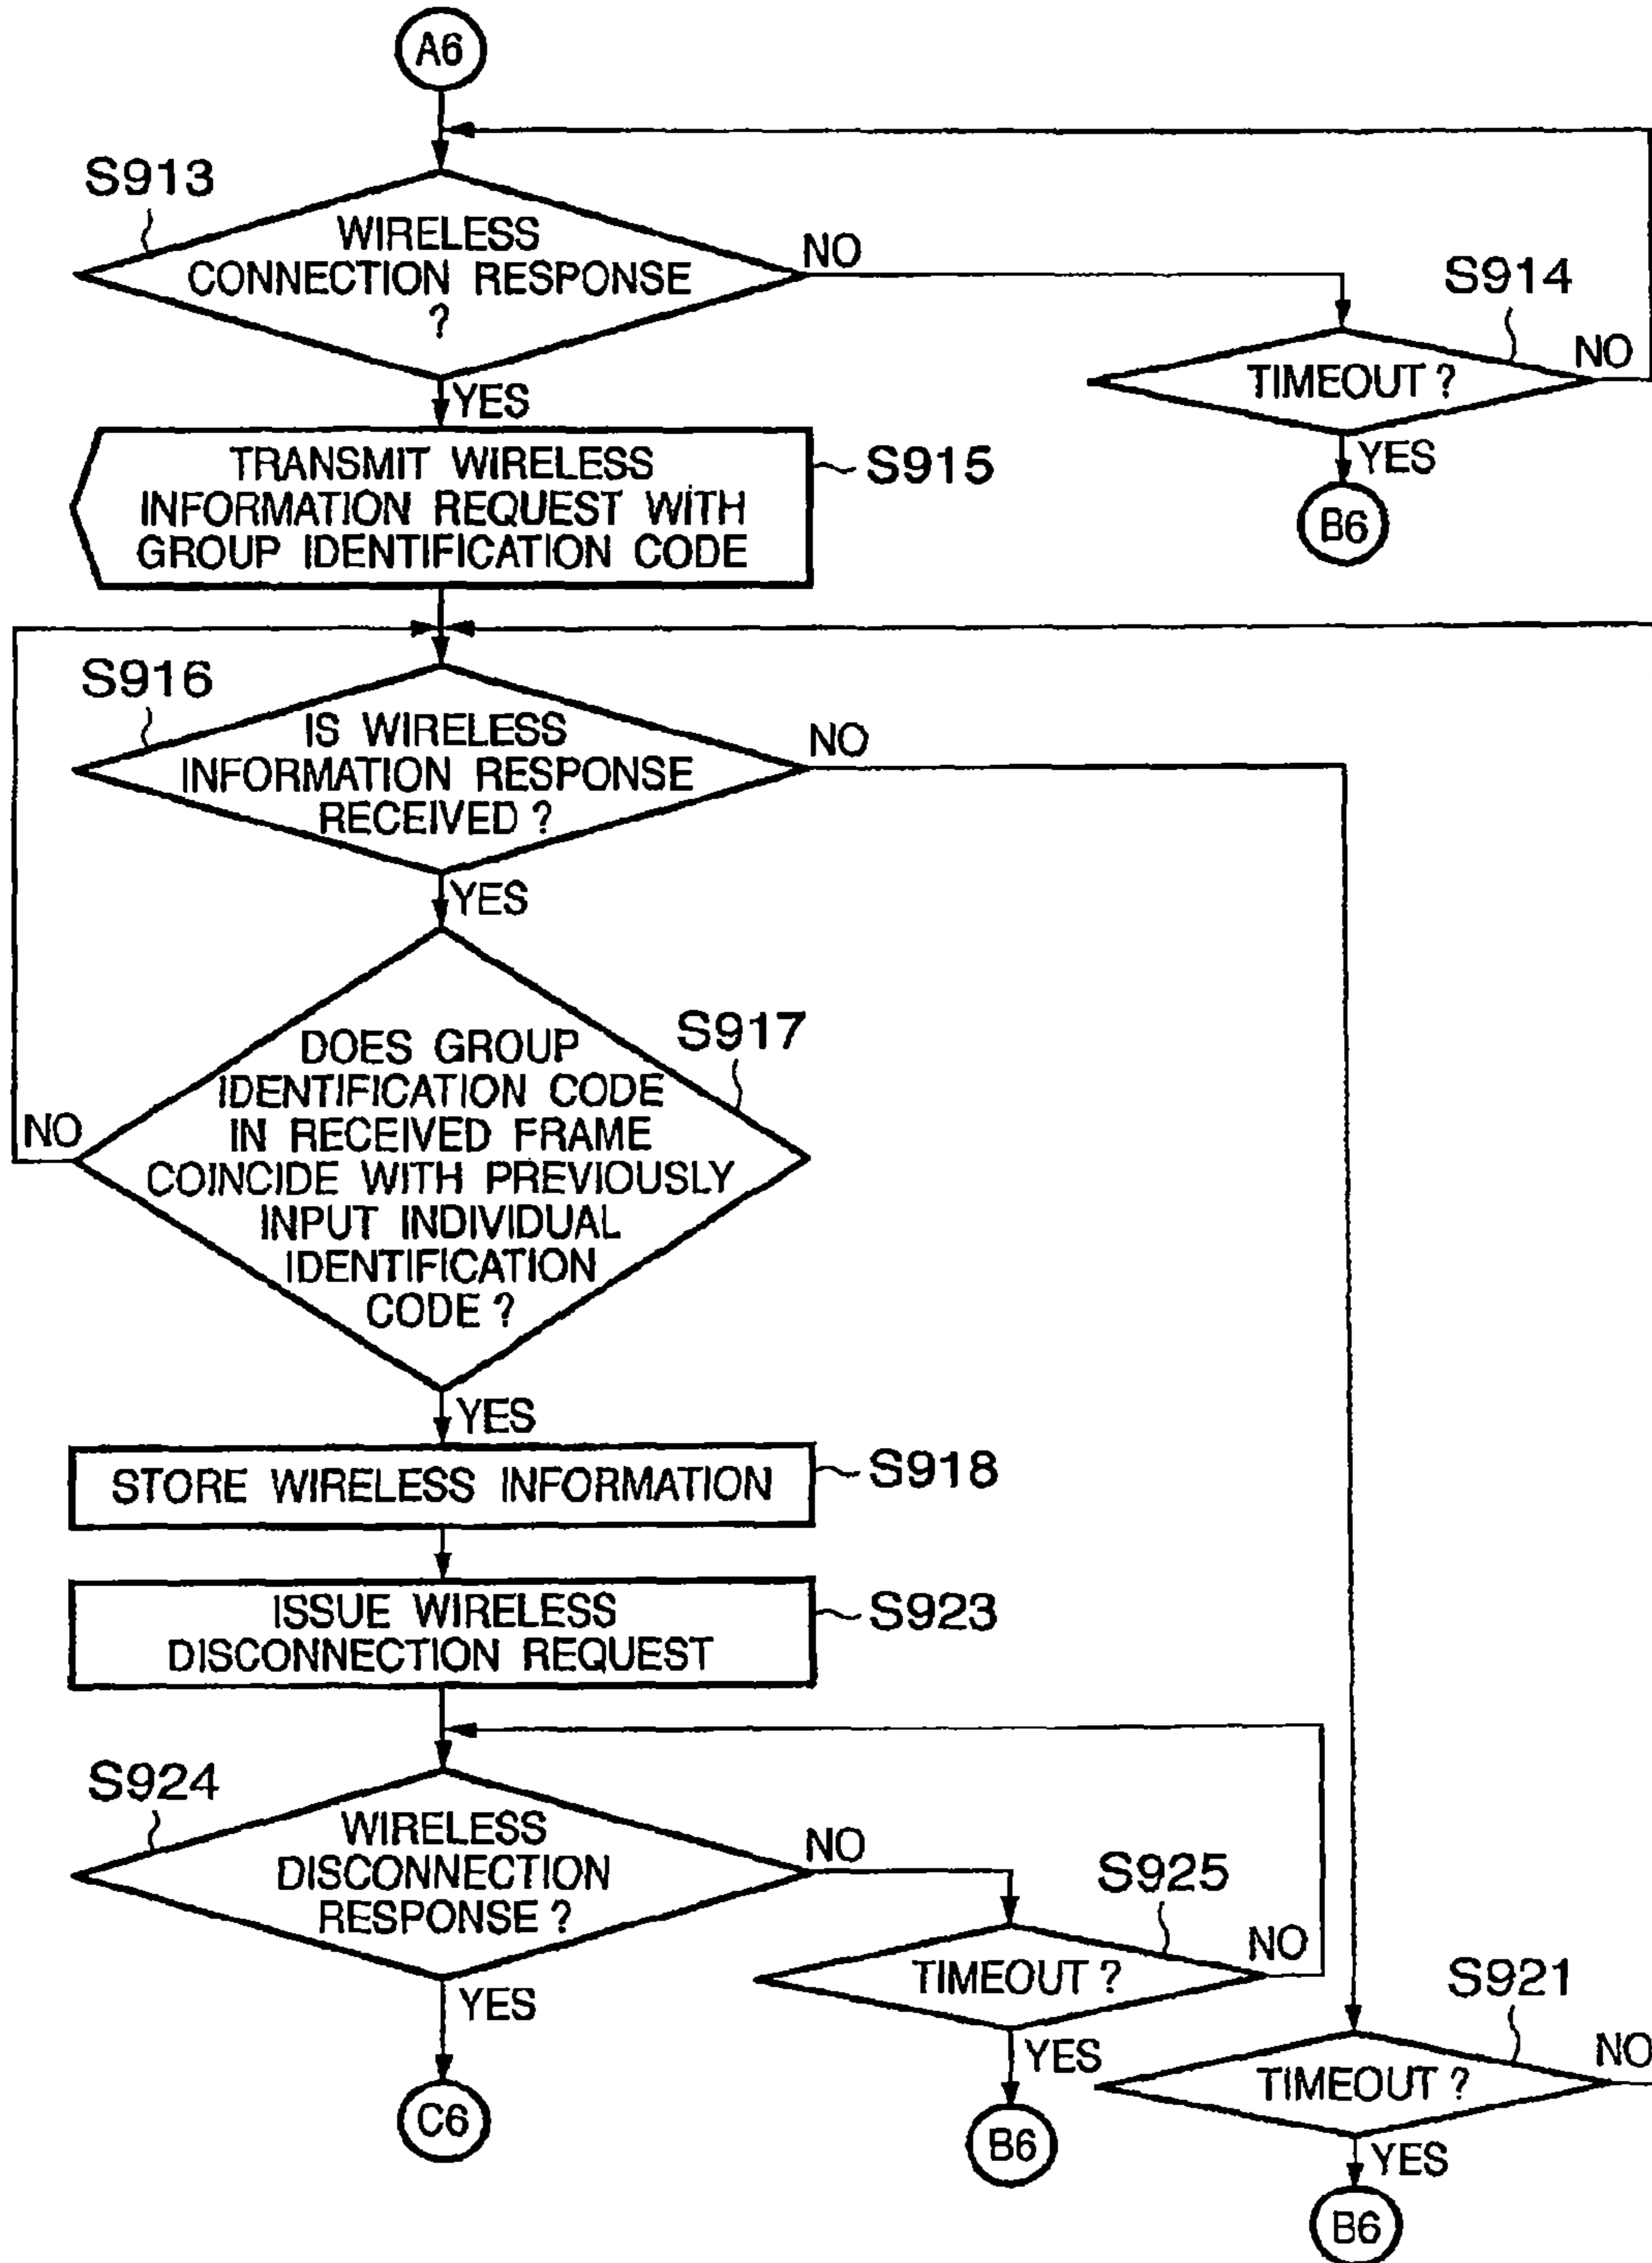 A6
S913
WIRELESS
CONNECTION RESPONSE
?
NO
S914
TIMEOUT ?
NO
YES
B6
YES
TRANSMIT WIRELESS
INFORMATION REQUEST WITH
GROUP IDENTIFICATION CODE
S915
S916
IS WIRELESS
INFORMATION RESPONSE
RECEIVED ?
NO
YES
S917
DOES GROUP
IDENTIFICATION CODE
IN RECEIVED FRAME
COINCIDE WITH PREVIOUSLY
INPUT INDIVIDUAL
IDENTIFICATION
CODE ?
NO
YES
STORE WIRELESS INFORMATION
S918
ISSUE WIRELESS
DISCONNECTION REQUEST
S923
S924
WIRELESS
DISCONNECTION
RESPONSE ?
NO
S925
TIMEOUT ?
NO
YES
B6
YES
C6
S921
TIMEOUT ?
NO
YES
B6